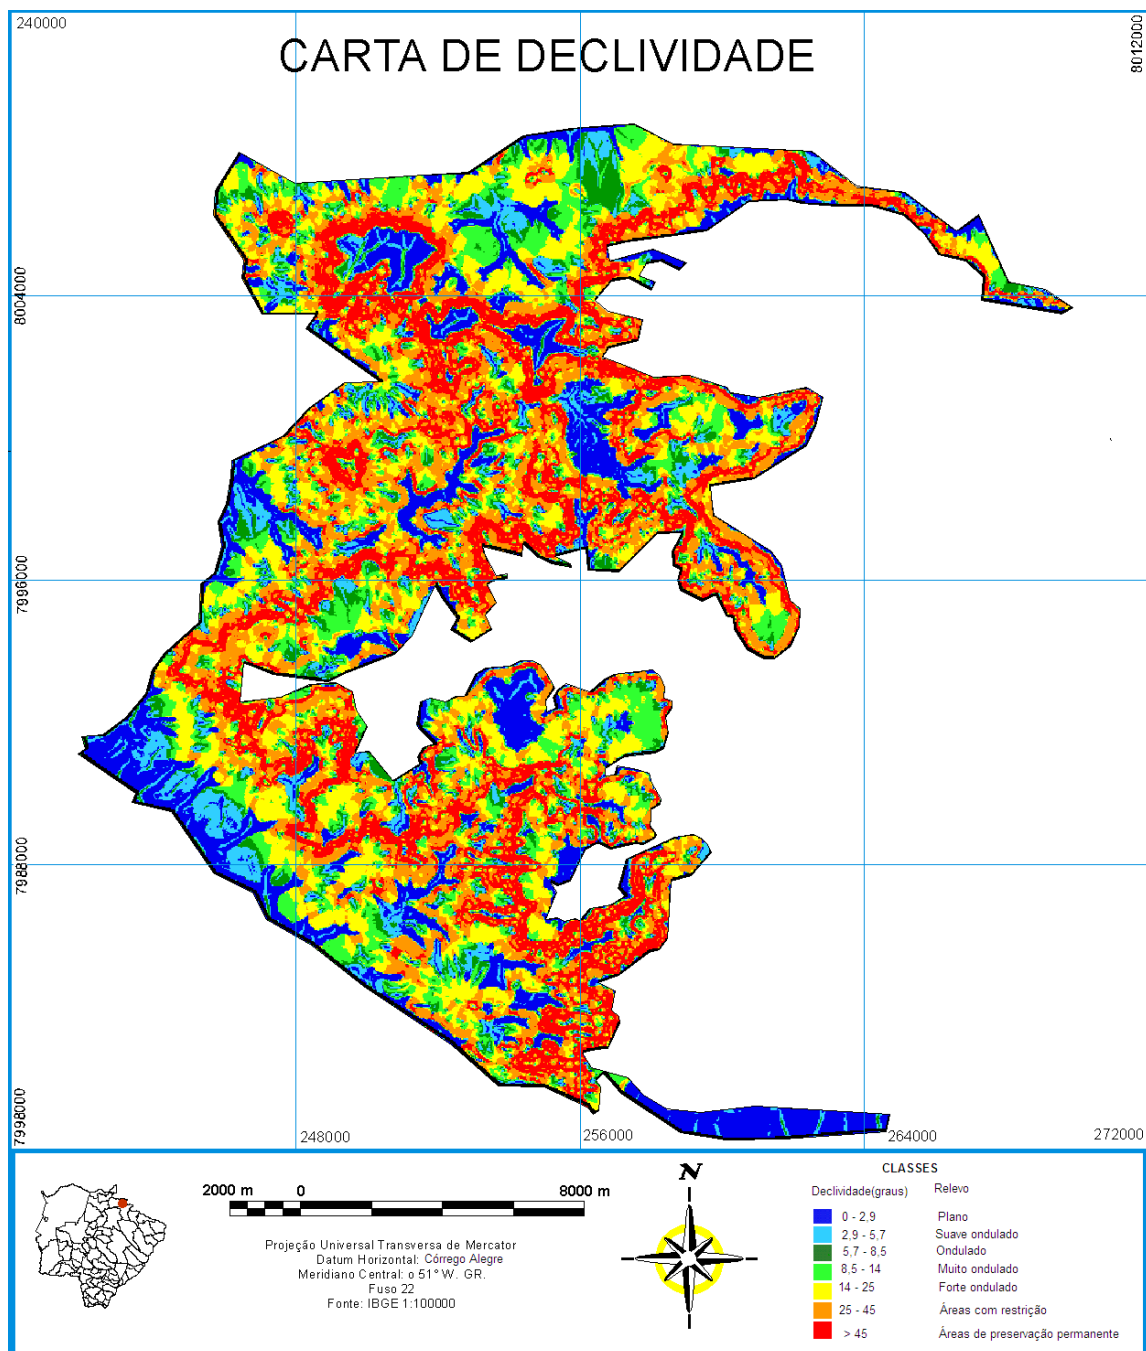 240000
8012000
CARTA DE DECLIVIDADE
8004000
7996000
7988000
7998000
248000
256000
264000
272000
2000 m 0 8000 m
Projeção Universal Transversa de Mercator
Datum Horizontal: Córrego Alegre
Meridiano Central: o 51° W. GR.
Fuso 22
Fonte: IBGE 1:100000
N
CLASSES
Declividade(graus) Relevo
0 - 2,9 Plano
2,9 - 5,7 Suave ondulado
5,7 - 8,5 Ondulado
8,5 - 14 Muito ondulado
14 - 25 Forte ondulado
25 - 45 Áreas com restrição
> 45 Áreas de preservação permanente